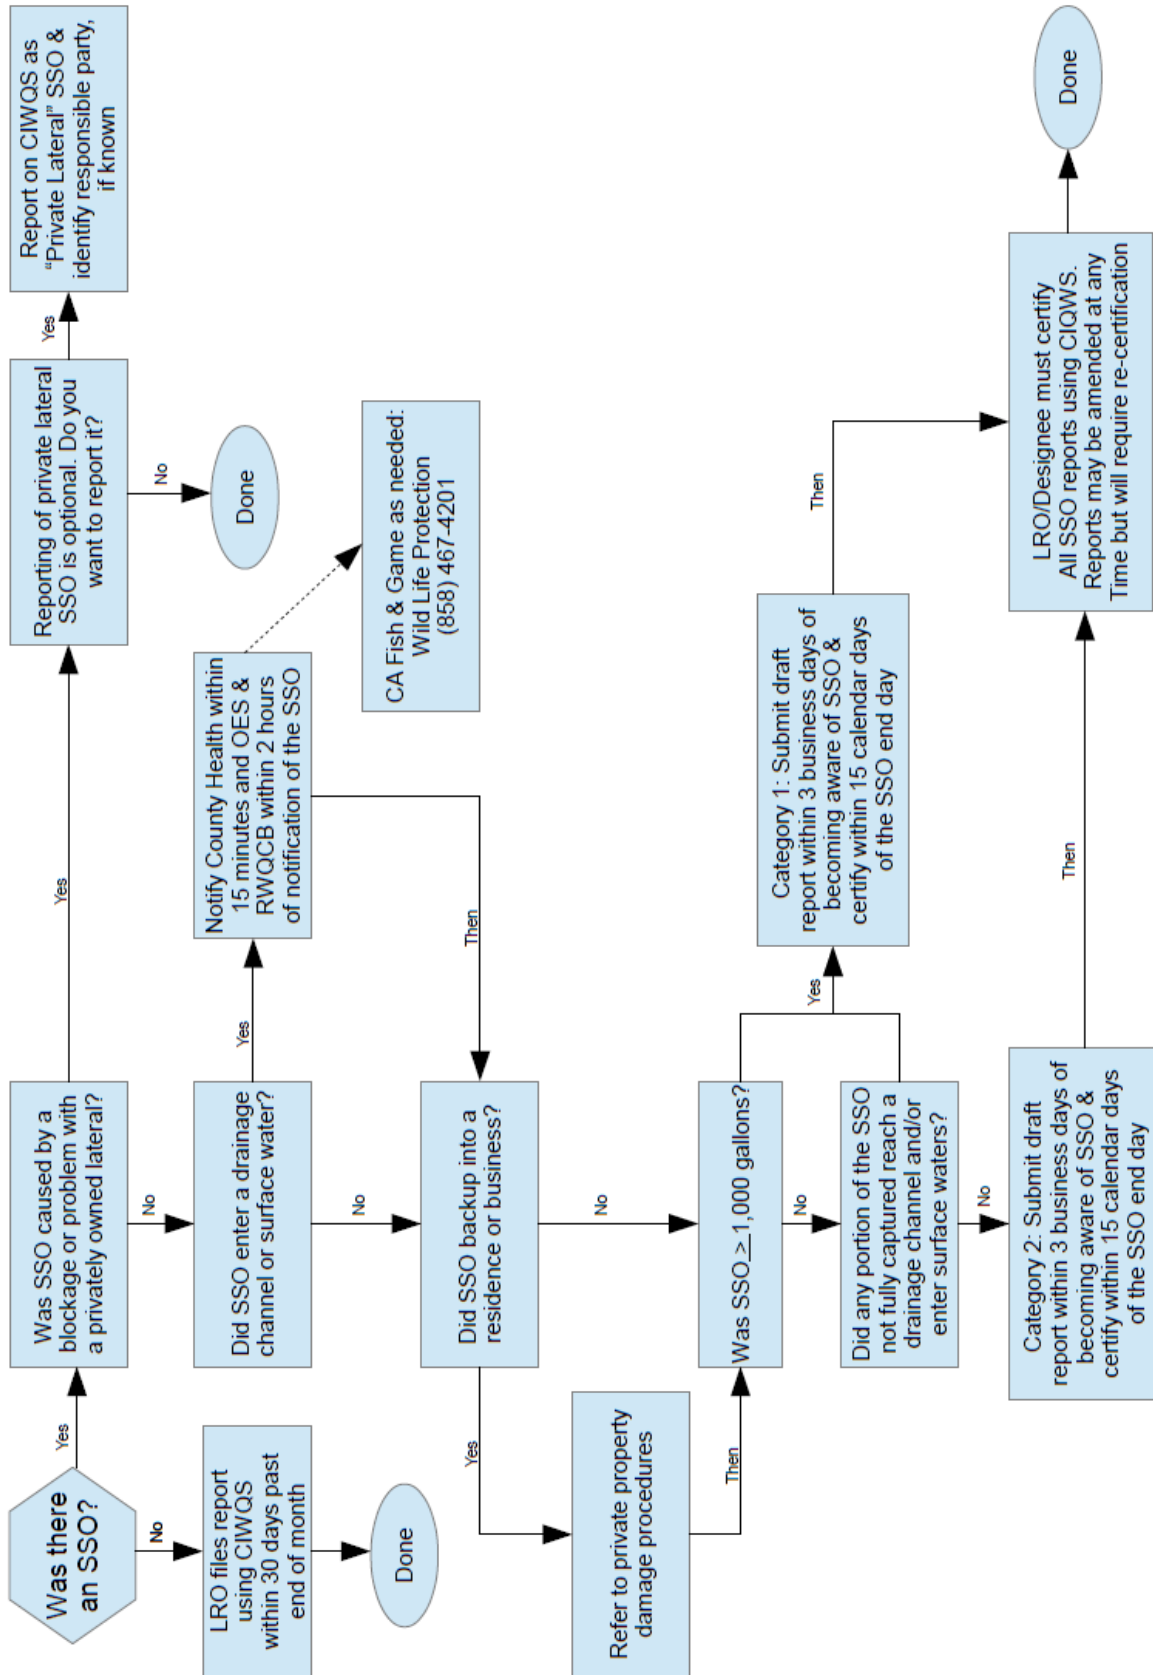 Was there
an SSO?
Yes
No
LRO files report
using CIWQS
within 30 days past
end of month
Done
Was SSO caused by a
blockage or problem with
a privately owned lateral?
Yes
No
Reporting of private lateral
SSO is optional. Do you
want to report it?
Yes
No
Done
Report on CIWQS as
“Private Lateral” SSO &
identify responsible party,
if known
Did SSO enter a drainage
channel or surface water?
Yes
No
Notify County Health within
15 minutes and OES &
RWQCB within 2 hours
of notification of the SSO
CA Fish & Game as needed:
Wild Life Protection
(858) 467-4201
Then
Did SSO backup into a
residence or business?
Yes
No
Refer to private property
damage procedures
Then
Was SSO ≥ 1,000 gallons?
Yes
No
Did any portion of the SSO
not fully captured reach a
drainage channel and/or
enter surface waters?
No
Category 1: Submit draft
report within 3 business days of
becoming aware of SSO &
certify within 15 calendar days
of the SSO end day
Then
Category 2: Submit draft
report within 3 business days of
becoming aware of SSO &
certify within 15 calendar days
of the SSO end day
Then
LRO/Designee must certify
All SSO reports using CIQWS.
Reports may be amended at any
Time but will require re-certification
Done